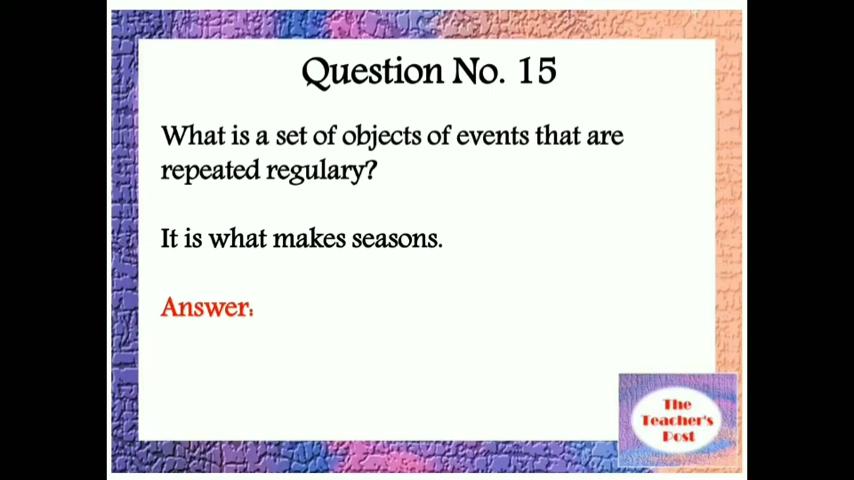 Question No. 15
What is a set of objects of events that are
repeated regulary?
It is what makes seasons.
Answer:
The
Teacher's
Post